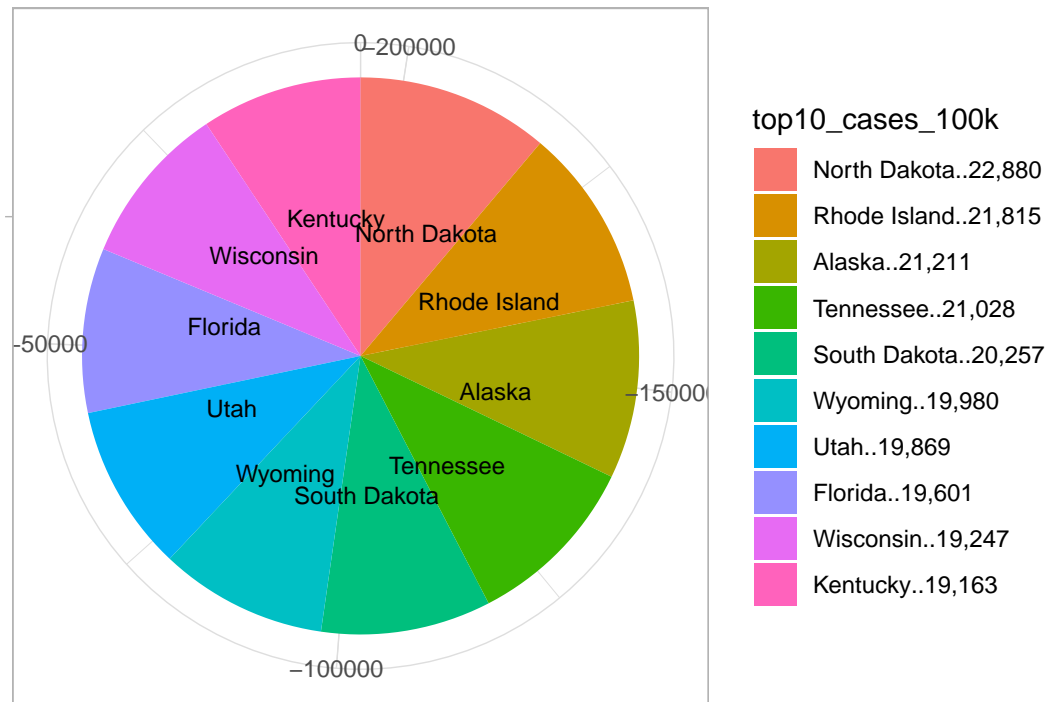 0
−200000
Kentucky
North Dakota
Wisconsin
Rhode Island
Florida
-50000
Alaska
−150000
Utah
Tennessee
Wyoming
South Dakota
−100000
top10_cases_100k
North Dakota..22,880
Rhode Island..21,815
Alaska..21,211
Tennessee..21,028
South Dakota..20,257
Wyoming..19,980
Utah..19,869
Florida..19,601
Wisconsin..19,247
Kentucky..19,163